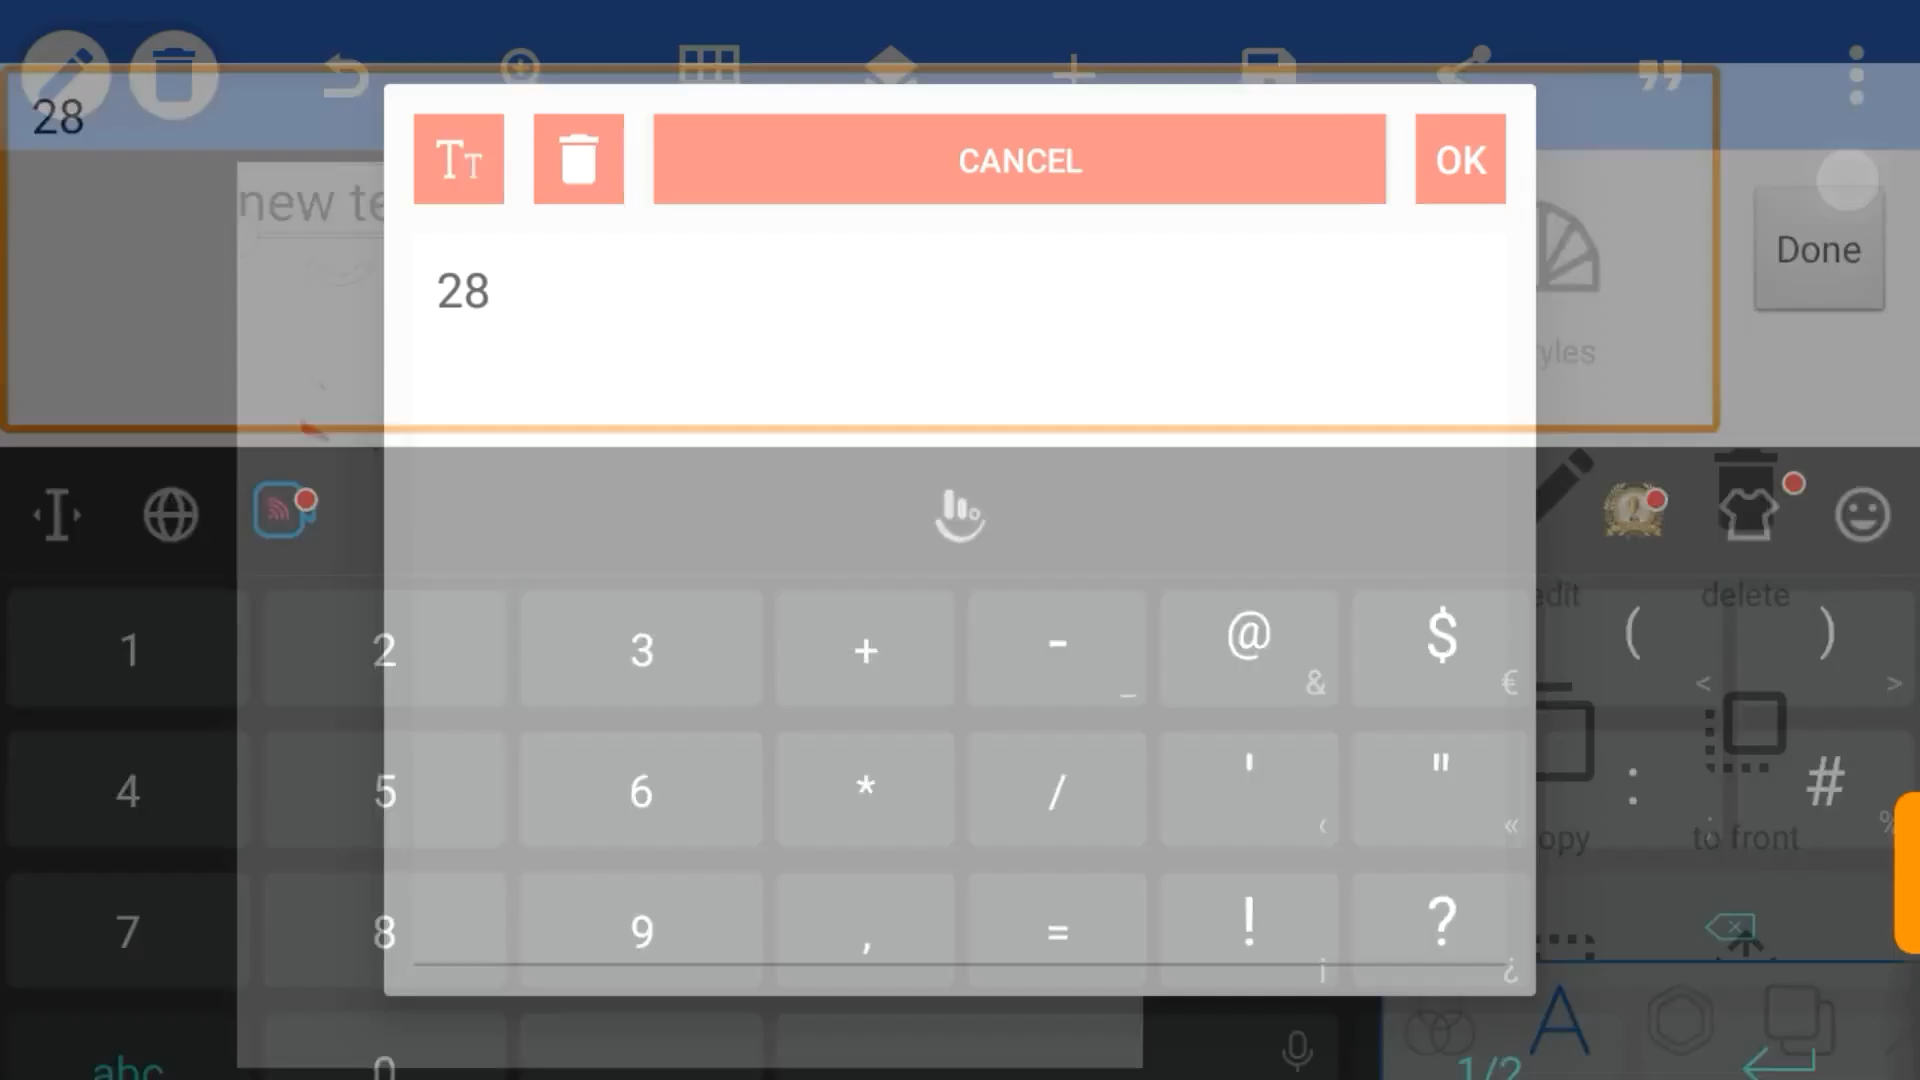 28
new te
Tт CANCEL OK
28
Done
yles
edit delete
1 2 3 + - _ @ & $ € ( < ) >
4 5 6 * / ' ‹ " « : ; # %
opy to front
7 8 9 , = ! ¡ ? ¿
abc 0 A 1/2